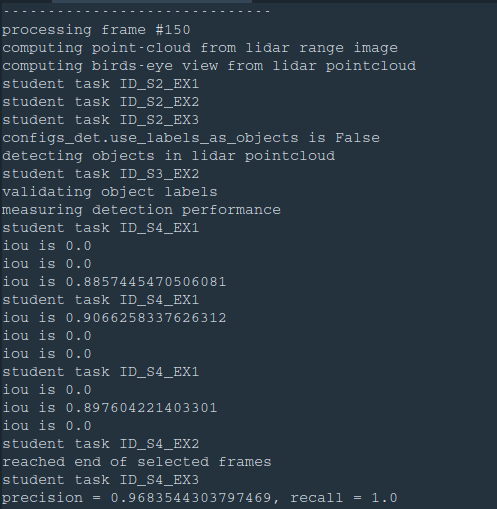 ------------------------------
processing frame #150
computing point-cloud from lidar range image
computing birds-eye view from lidar pointcloud
student task ID_S2_EX1
student task ID_S2_EX2
student task ID_S2_EX3
configs_det.use_labels_as_objects is False
detecting objects in lidar pointcloud
student task ID_S3_EX2
validating object labels
measuring detection performance
student task ID_S4_EX1
iou is 0.0
iou is 0.0
iou is 0.8857445470506081
student task ID_S4_EX1
iou is 0.9066258337626312
iou is 0.0
iou is 0.0
student task ID_S4_EX1
iou is 0.0
iou is 0.897604221403301
iou is 0.0
student task ID_S4_EX2
reached end of selected frames
student task ID_S4_EX3
precision = 0.9683544303797469, recall = 1.0